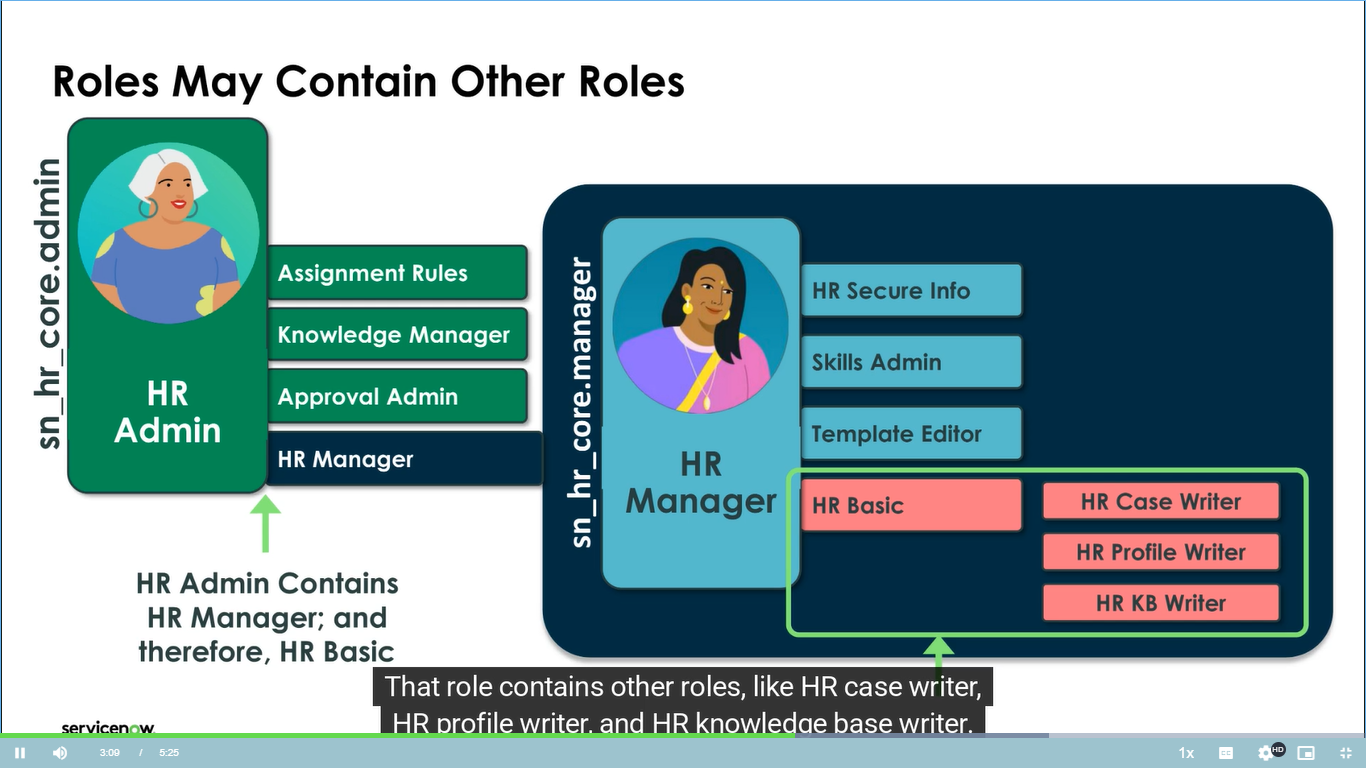 Roles May Contain Other Roles
sn_hr_core.admin
HR
Admin
Assignment Rules
Knowledge Manager
Approval Admin
HR Manager
sn_hr_core.manager
HR
Manager
HR Secure Info
Skills Admin
Template Editor
HR Basic
HR Case Writer
HR Profile Writer
HR KB Writer
HR Admin Contains
HR Manager; and
therefore, HR Basic
That role contains other roles, like HR case writer,
HR profile writer, and HR knowledge base writer.
servicenow
3:09 / 5:25
1x
CC
HD